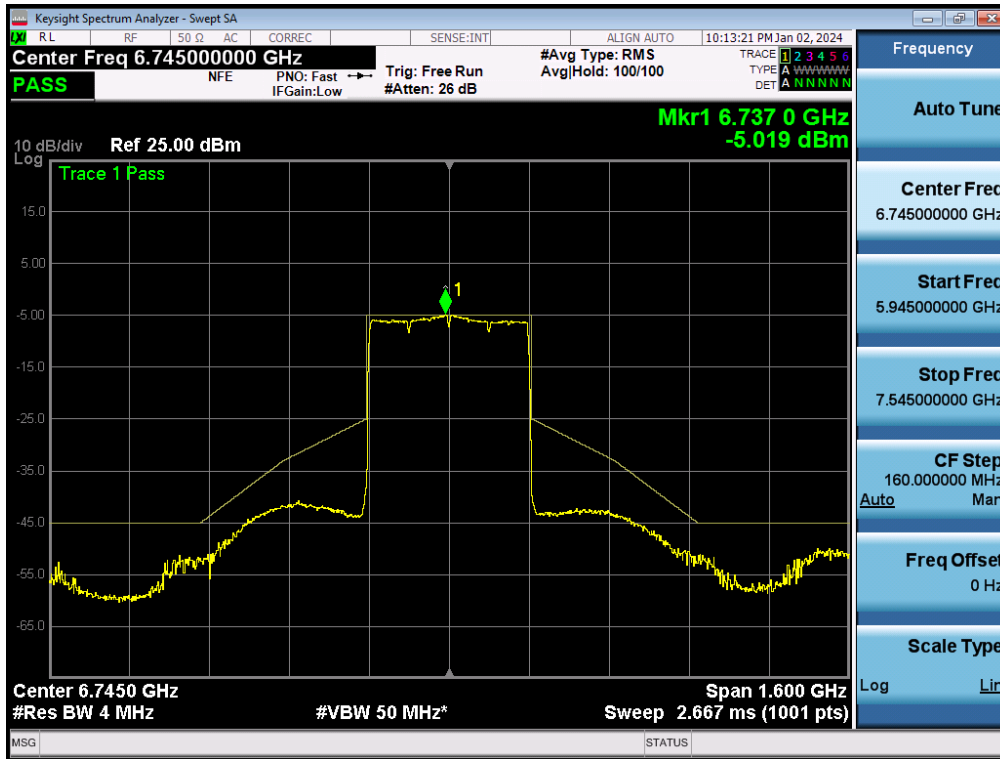 Keysight Spectrum Analyzer - Swept SA
LXI RL RF 50 Ω AC CORREC SENSE:INT ALIGN AUTO 10:13:21 PM Jan 02, 2024
Center Freq 6.745000000 GHz
PASS
NFE
PNO: Fast
IFGain:Low
Trig: Free Run
#Atten: 26 dB
#Avg Type: RMS
Avg|Hold: 100/100
TRACE 1 2 3 4 5 6
TYPE A WWWWW
DET A N N N N N
Mkr1 6.737 0 GHz
-5.019 dBm
10 dB/div
Log
Ref 25.00 dBm
Trace 1 Pass
15.0
5.00
-5.00
-15.0
-25.0
-35.0
-45.0
-55.0
-65.0
1
Center 6.7450 GHz
Span 1.600 GHz
#Res BW 4 MHz
#VBW 50 MHz*
Sweep 2.667 ms (1001 pts)
MSG
STATUS
Frequency
Auto Tune
Center Freq
6.745000000 GHz
Start Freq
5.945000000 GHz
Stop Freq
7.545000000 GHz
CF Step
160.000000 MHz
Auto Man
Freq Offset
0 Hz
Scale Type
Log Lin